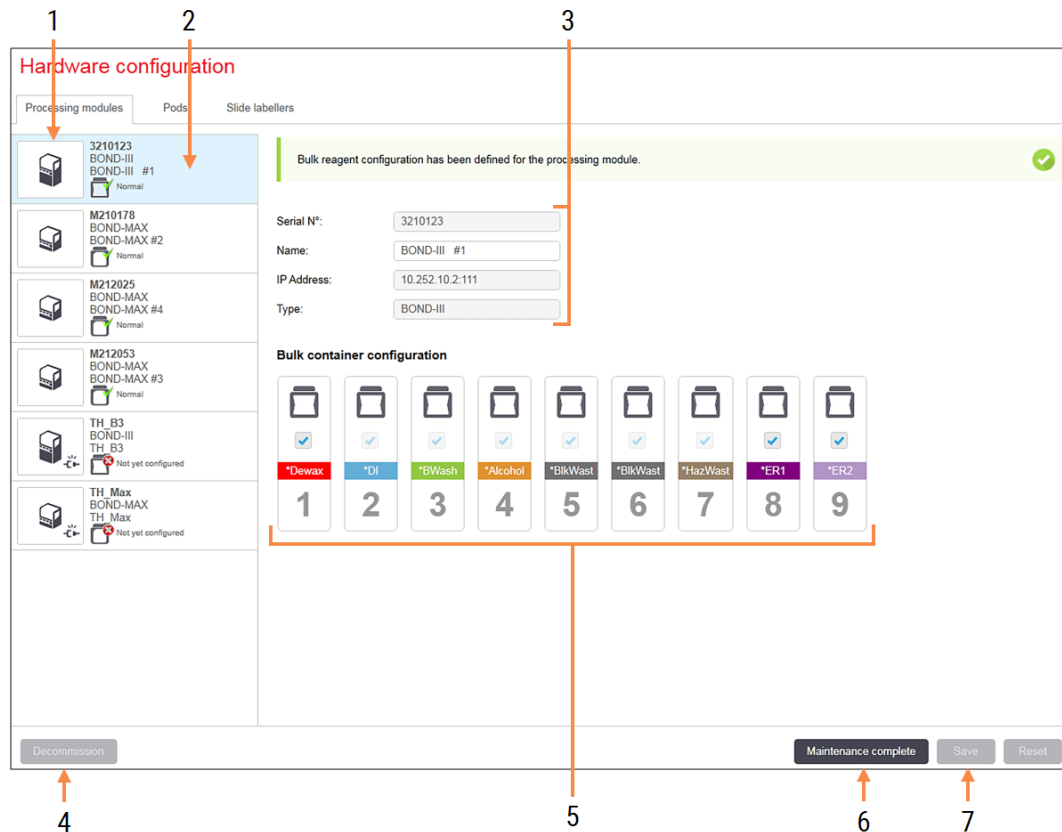 1 2 3
Hardware configuration
Processing modules Pods Slide labellers
3210123
BOND-III
BOND-III #1
Normal
M210178
BOND-MAX
BOND-MAX #2
Normal
M212025
BOND-MAX
BOND-MAX #4
Normal
M212053
BOND-MAX
BOND-MAX #3
Normal
TH_B3
BOND-III
TH_B3
Not yet configured
TH_Max
BOND-MAX
TH_Max
Not yet configured
Bulk reagent configuration has been defined for the processing module.
Serial N°: 3210123
Name: BOND-III #1
IP Address: 10.252.10.2:111
Type: BOND-III
Bulk container configuration
*Dewax *DI *BWash *Alcohol *BlkWast *BlkWast *HazWast *ER1 *ER2
1 2 3 4 5 6 7 8 9
Decommission Maintenance complete Save Reset
4 5 6 7